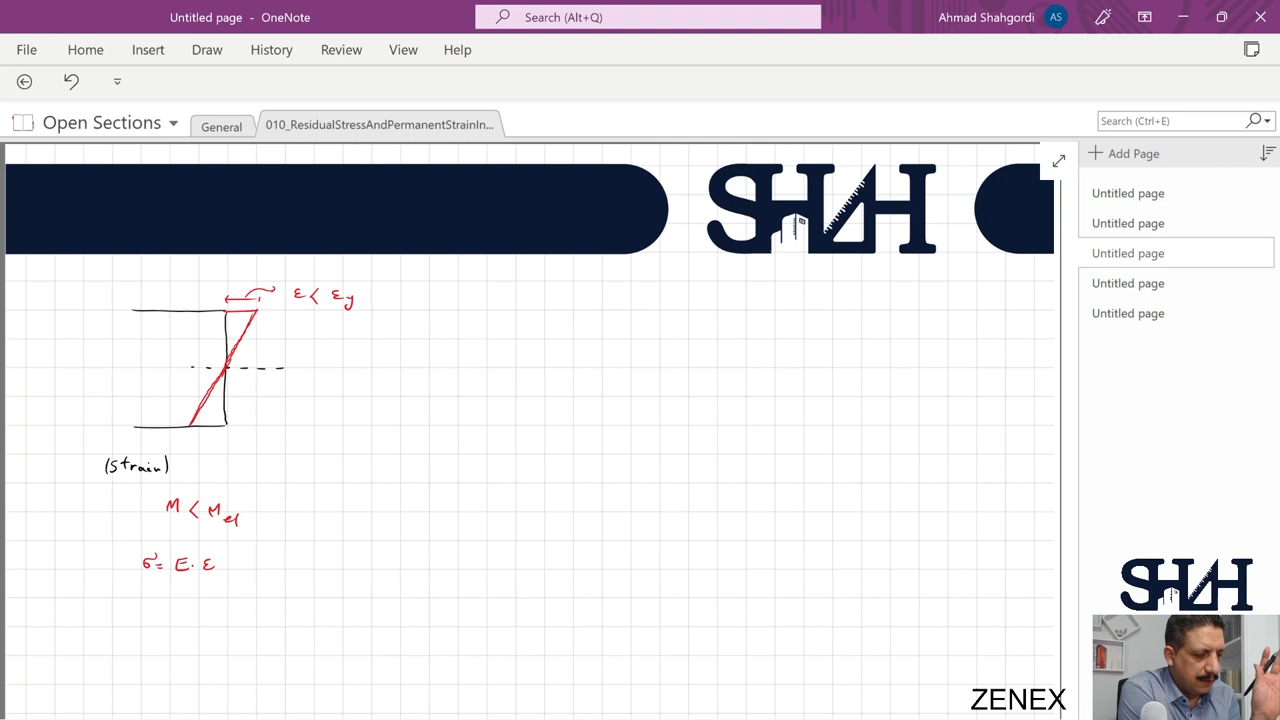 Untitled page - OneNote
Search (Alt+Q)
Ahmad Shahgordi
AS
File Home Insert Draw History Review View Help
Open Sections
General
010_ResidualStressAndPermanentStrainIn...
Search (Ctrl+E)
Add Page
Untitled page
Untitled page
Untitled page
Untitled page
Untitled page
SHAH
ε < εy
(Strain)
M < Mel
σ = E . ε
SHAH
ZENEX